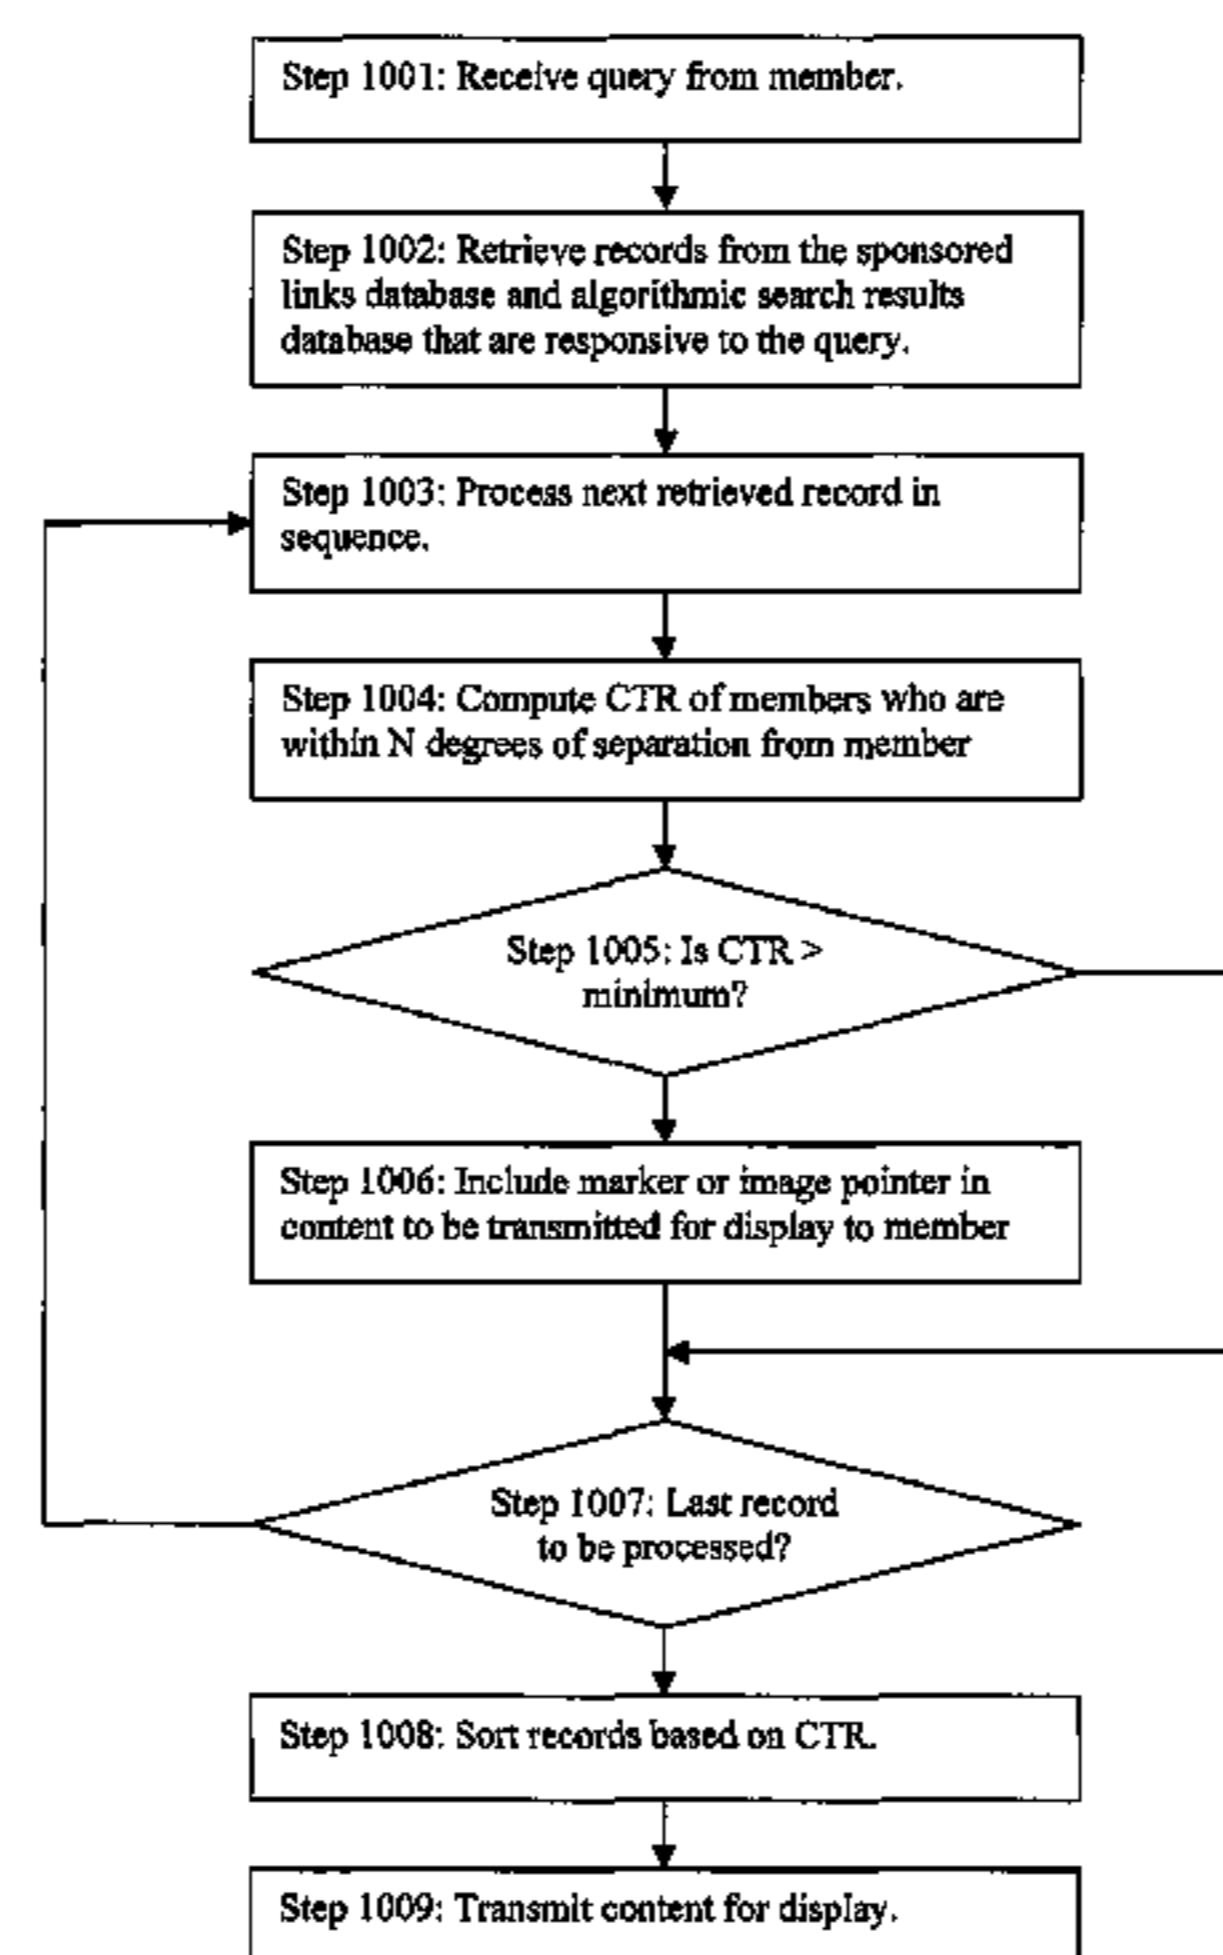 Step 1001: Receive query from member.
Step 1002: Retrieve records from the sponsored
links database and algorithmic search results
database that are responsive to the query.
Step 1003: Process next retrieved record in
sequence.
Step 1004: Compute CTR of members who are
within N degrees of separation from member
Step 1005: Is CTR >
minimum?
Step 1006: Include marker or image pointer in
content to be transmitted for display to member
Step 1007: Last record
to be processed?
Step 1008: Sort records based on CTR.
Step 1009: Transmit content for display.